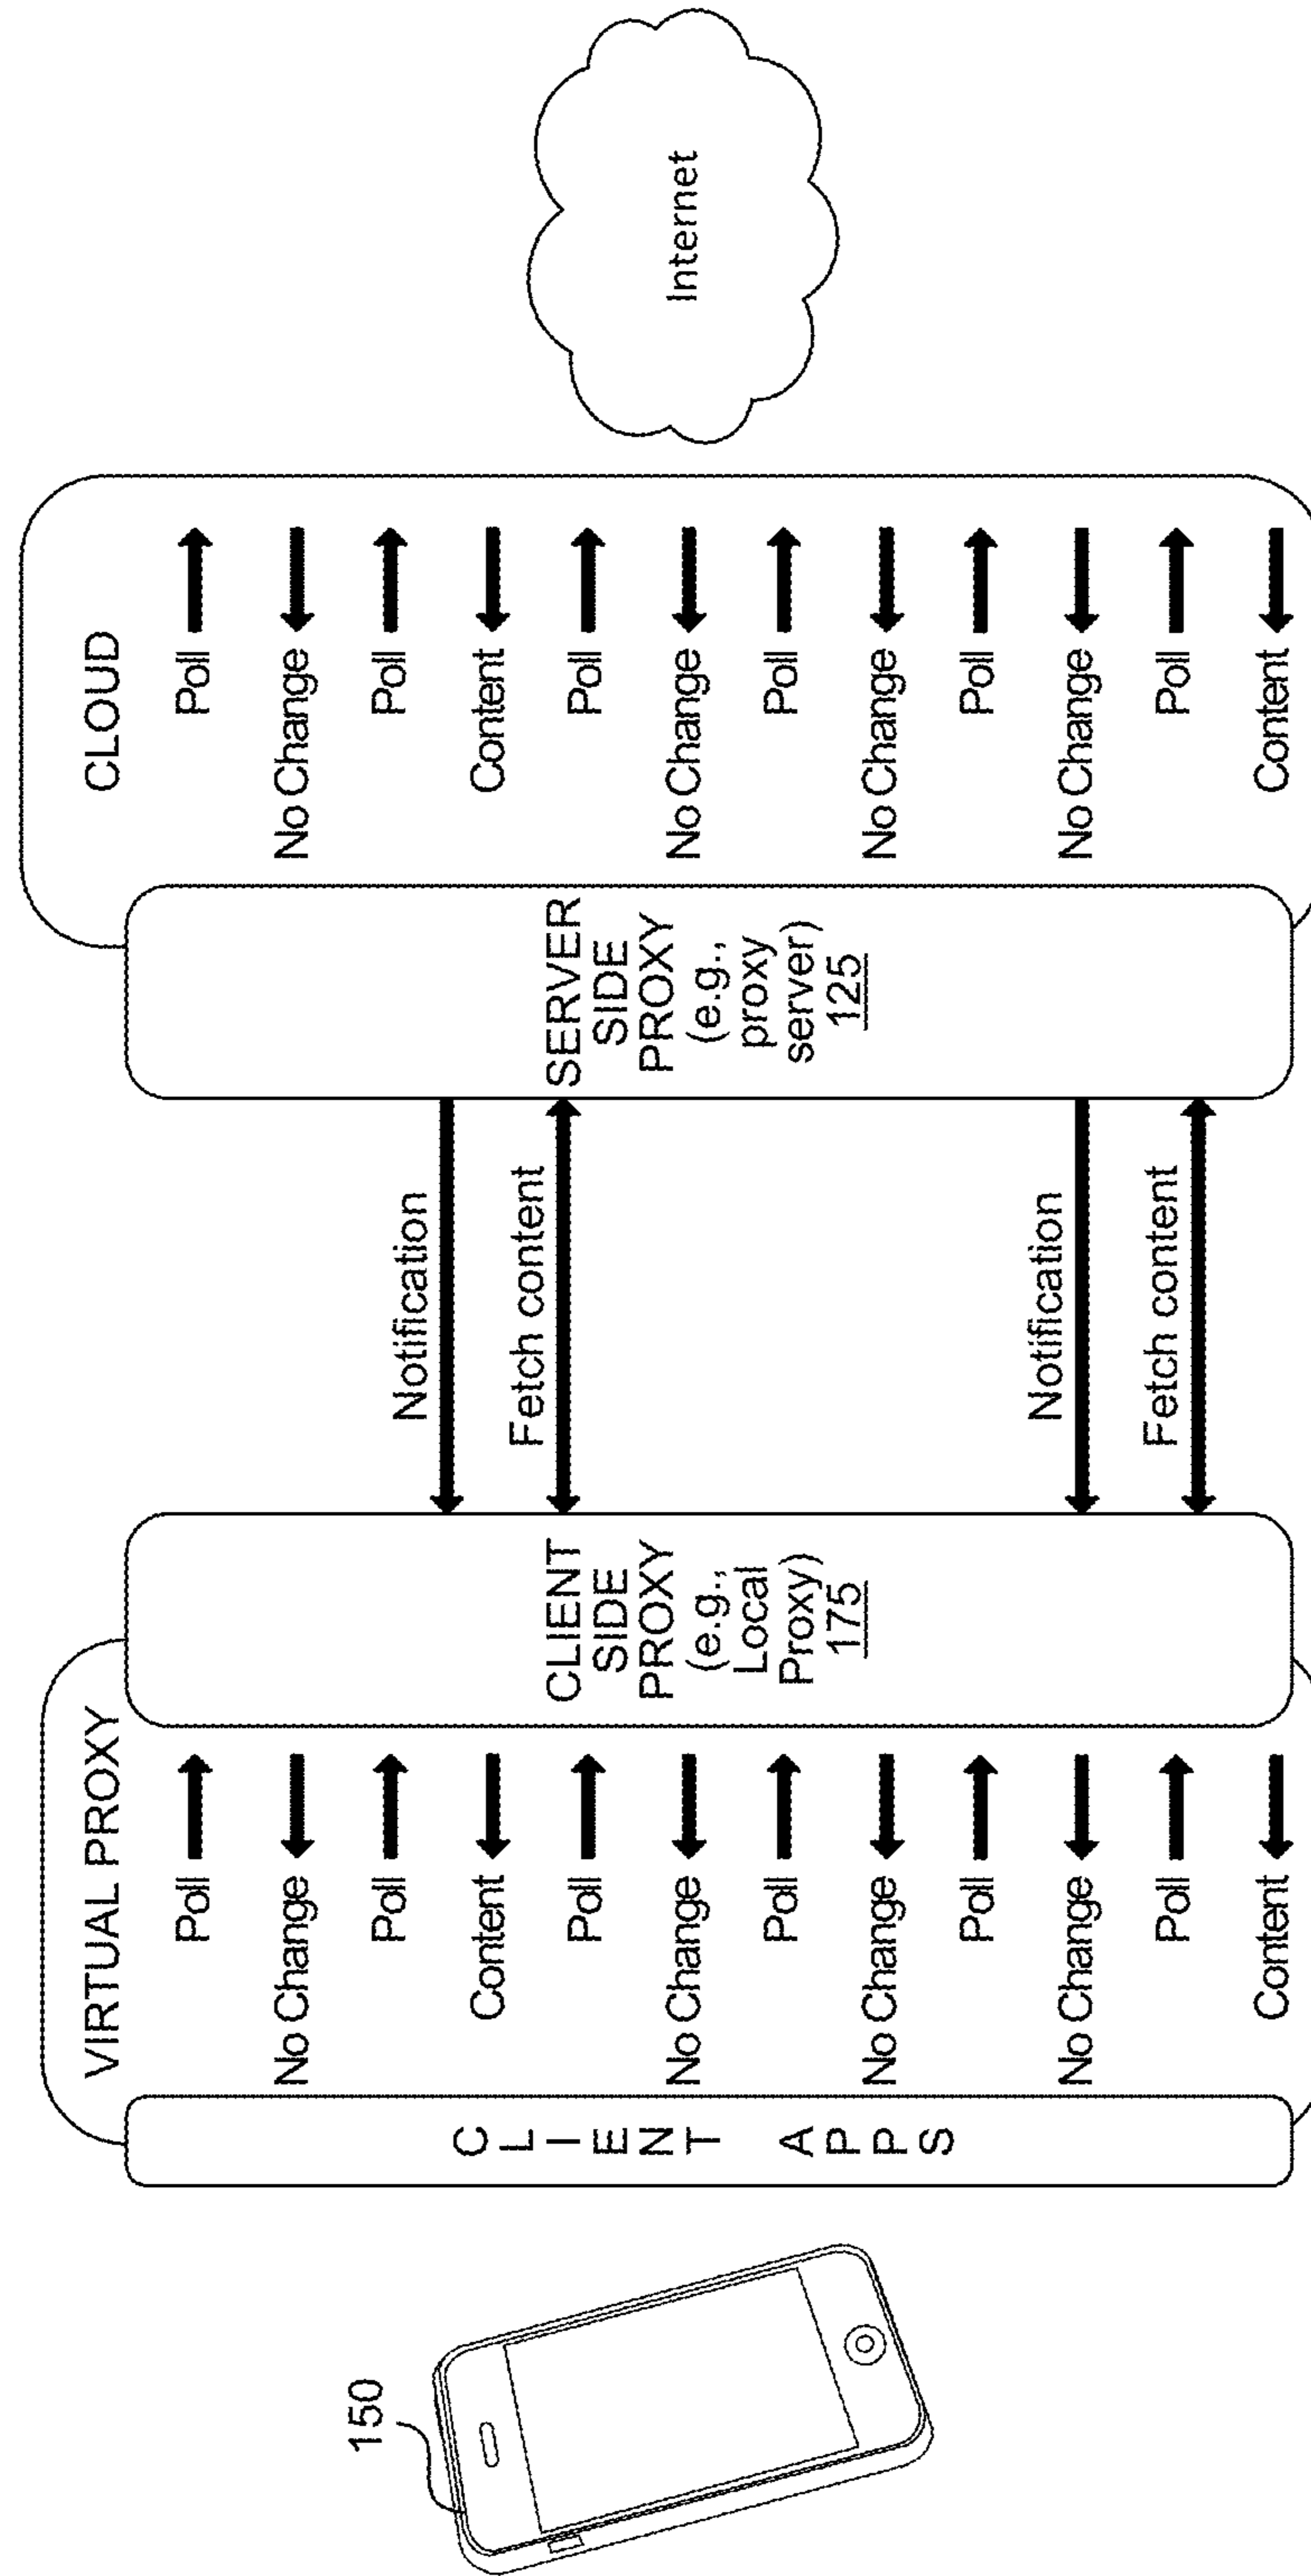 150
CLIENT APPS
VIRTUAL PROXY
Poll
No Change
Poll
Content
Poll
No Change
Poll
No Change
Poll
No Change
Poll
Content
CLIENT
SIDE
PROXY
(e.g.,
Local
Proxy)
175
Notification
Fetch content
Notification
Fetch content
SERVER
SIDE
PROXY
(e.g.,
proxy
server)
125
CLOUD
Poll
No Change
Poll
Content
Poll
No Change
Poll
No Change
Poll
No Change
Poll
Content
Internet